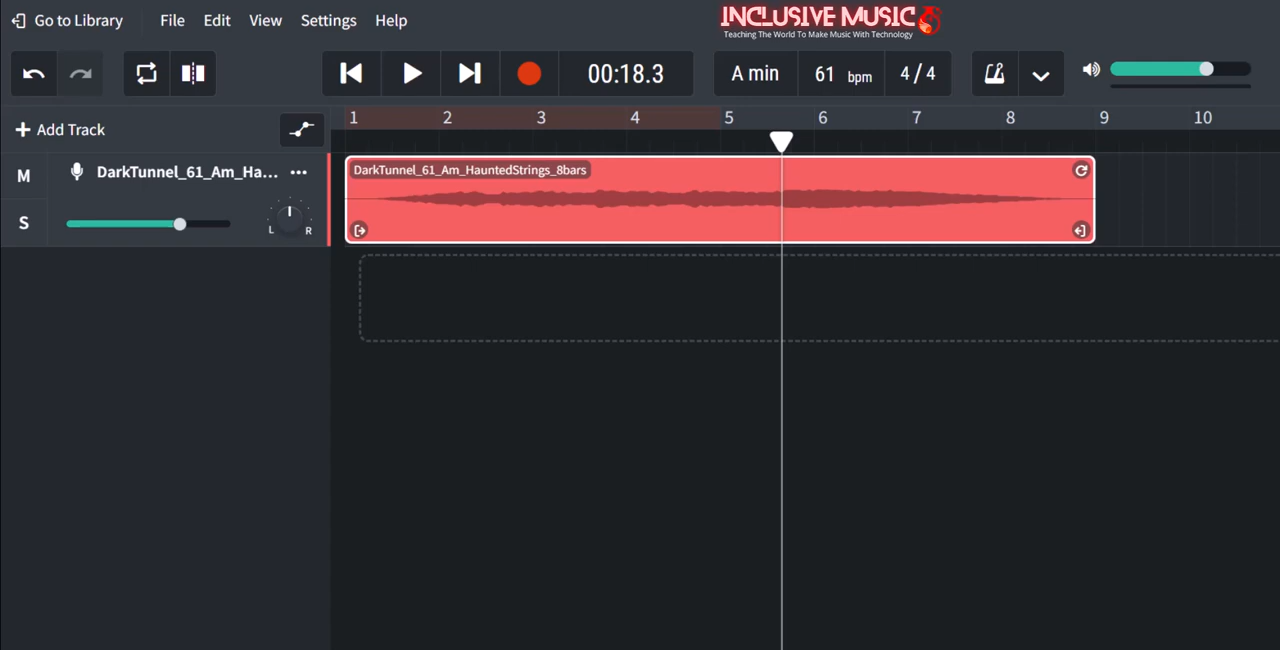 Go to Library File Edit View Settings Help
INCLUSIVE MUSIC
Teaching The World To Make Music With Technology
00:18.3 A min 61 bpm 4 / 4
1 2 3 4 5 6 7 8 9 10
Add Track
M DarkTunnel_61_Am_Ha...
S L R
DarkTunnel_61_Am_HauntedStrings_8bars